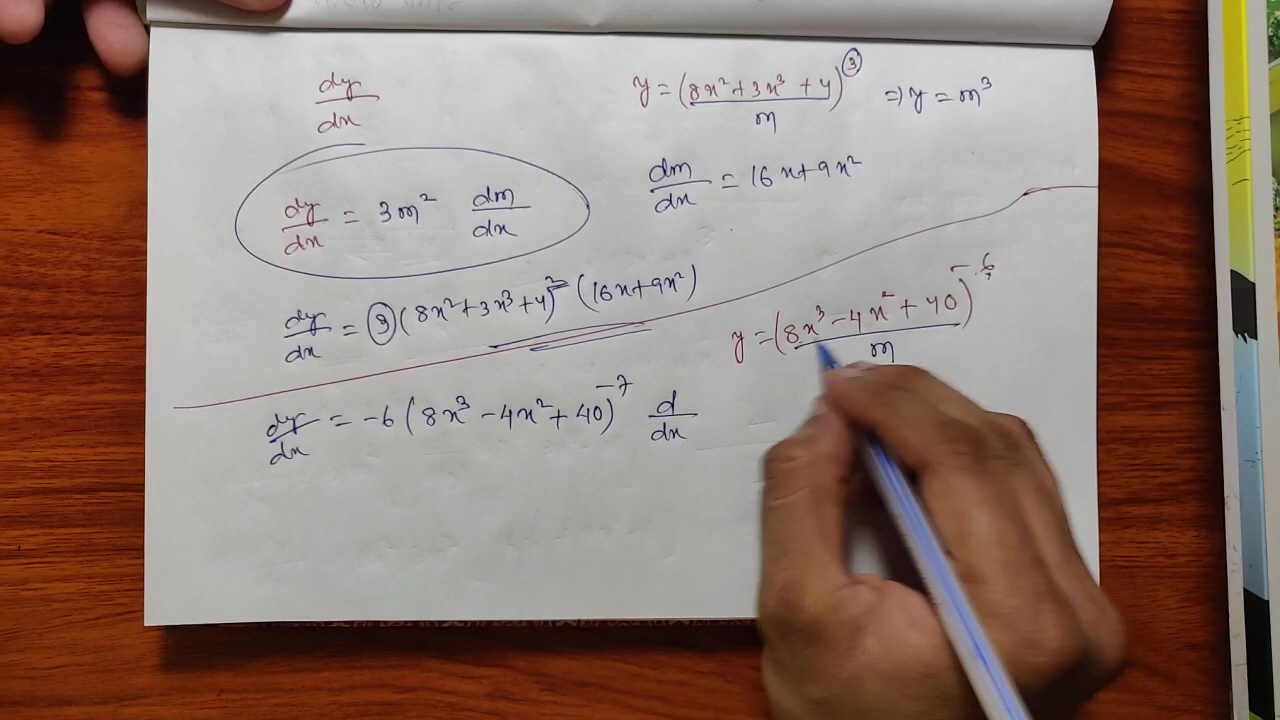 dy/dx
y = (8x² + 3x³ + 4)³ ⇒ y = m³
m
dm/dx = 16x + 9x²
dy/dx = 3m² dm/dx
dy/dx = 3(8x² + 3x³ + 4)² (16x + 9x²)
y = (8x³ - 4x² + 40)⁻⁶
m
dy/dx = -6(8x³ - 4x² + 40)⁻⁷ d/dx